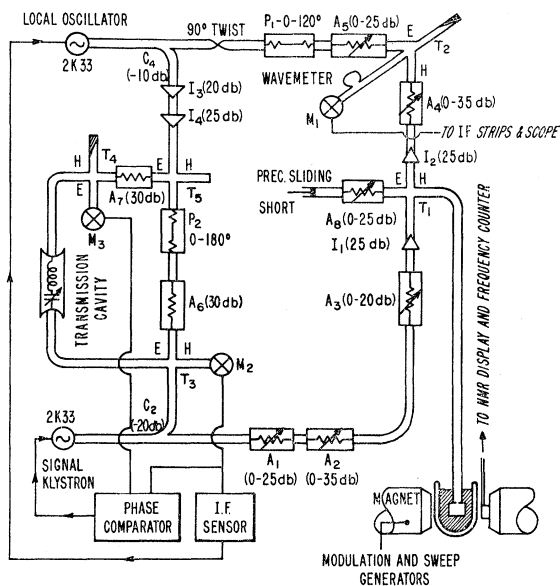 LOCAL OSCILLATOR
90° TWIST
P₁-0-120°
A₅(0-25db)
E
T₂
2K33
C₄
(-10db)
WAVEMETER
H
I₃(20db)
M₁
A₄(0-35db)
I₄(25db)
TO IF STRIPS & SCOPE
I₂(25db)
H
T₄
E
H
E
A₇(30db)
T₅
PREC. SLIDING
SHORT
E
H
T₁
M₃
P₂
0-180°
A₈(0-25db)
I₁(25db)
TRANSMISSION
CAVITY
A₆(30db)
A₃(0-20db)
TO NMR DISPLAY AND FREQUENCY COUNTER
E
H
M₂
T₃
C₂
(-20db)
2K33
SIGNAL
KLYSTRON
A₁
(0-25db)
A₂
(0-35db)
PHASE
COMPARATOR
I.F.
SENSOR
MAGNET
MODULATION AND SWEEP
GENERATORS